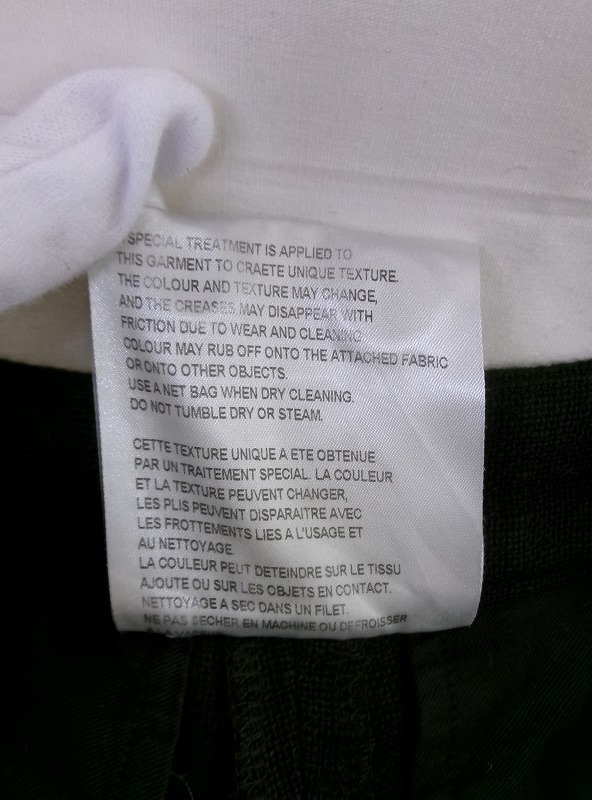 SPECIAL TREATMENT IS APPLIED TO
THIS GARMENT TO CRAETE UNIQUE TEXTURE.
THE COLOUR AND TEXTURE MAY CHANGE,
AND THE CREASES MAY DISAPPEAR WITH
FRICTION DUE TO WEAR AND CLEANING.
COLOUR MAY RUB OFF ONTO THE ATTACHED FABRIC
OR ONTO OTHER OBJECTS.
USE A NET BAG WHEN DRY CLEANING.
DO NOT TUMBLE DRY OR STEAM.
CETTE TEXTURE UNIQUE A ETE OBTENUE
PAR UN TRAITEMENT SPECIAL. LA COULEUR
ET LA TEXTURE PEUVENT CHANGER,
LES PLIS PEUVENT DISPARAITRE AVEC
LES FROTTEMENTS LIES A L'USAGE ET
AU NETTOYAGE.
LA COULEUR PEUT DETEINDRE SUR LE TISSU
AJOUTE OU SUR LES OBJETS EN CONTACT.
NETTOYAGE A SEC DANS UN FILET.
NE PAS SECHER EN MACHINE OU DEFROISSER